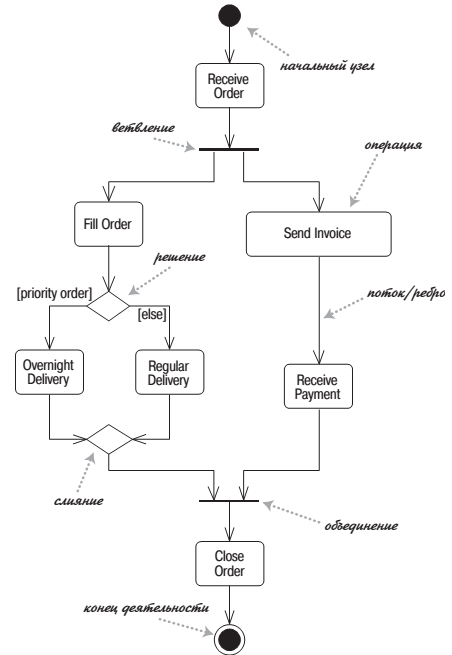 начальный узел
Receive
Order
ветвление
операция
Fill Order
Send Invoice
решение
[priority order]
[else]
поток/ребро
Overnight
Delivery
Regular
Delivery
Receive
Payment
слияние
объединение
Close
Order
конец деятельности